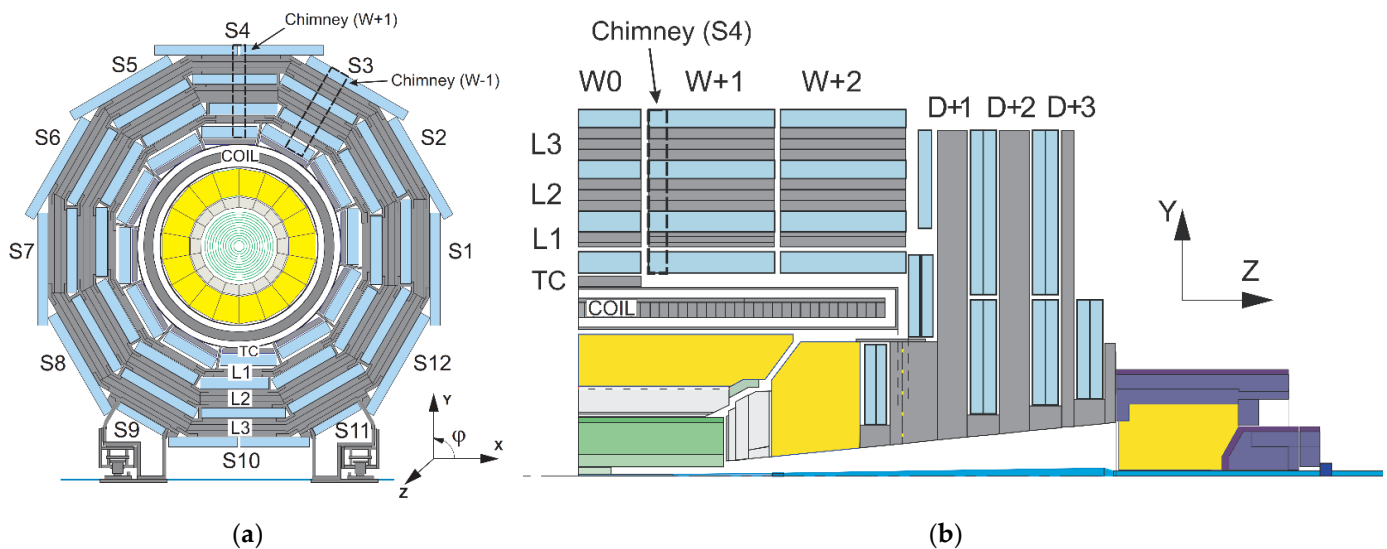 S4
Chimney (W+1)
S5
S3
Chimney (W-1)
S6
S2
COIL
S7
S1
TC
S8
L1
S12
L2
L3
S9
S11
S10
Y
φ
X
Z
(a)
Chimney (S4)
W0
W+1
W+2
D+1
D+2
D+3
L3
L2
L1
TC
COIL
Y
Z
(b)